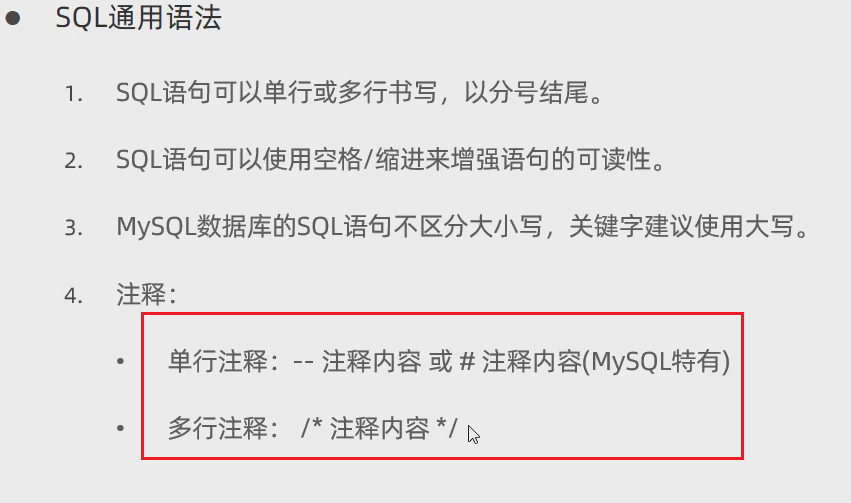 ● SQL通用语法
1. SQL语句可以单行或多行书写，以分号结尾。
2. SQL语句可以使用空格/缩进来增强语句的可读性。
3. MySQL数据库的SQL语句不区分大小写，关键字建议使用大写。
4. 注释：
• 单行注释：-- 注释内容 或 # 注释内容(MySQL特有)
• 多行注释： /* 注释内容 */